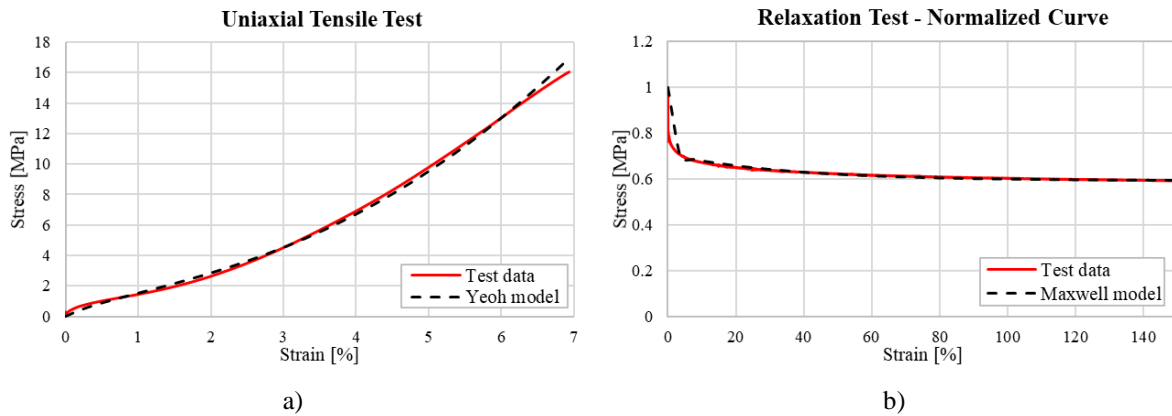 Uniaxial Tensile Test
18
16
14
12
10
8
6
4
2
0
Stress [MPa]
0 1 2 3 4 5 6 7
Strain [%]
Test data
Yeoh model
a)
Relaxation Test - Normalized Curve
1.2
1
0.8
0.6
0.4
0.2
0
Stress [MPa]
0 20 40 60 80 100 120 140
Strain [%]
Test data
Maxwell model
b)